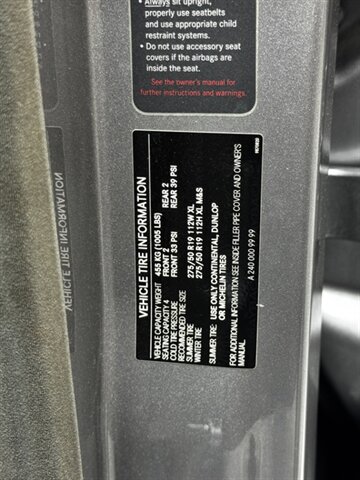 • Always sit upright,
properly use seatbelts
and use appropriate child
restraint systems.
• Do not use accessory seat
covers if the airbags are
inside the seat.
See the owner's manual for
further instructions and warnings.
VEHICLE TIRE INFORMATION
VEHICLE CAPACITY WEIGHT 455 KG (1005 LBS)
SEATING CAPACITY 4 FRONT 2 REAR 2
COLD TIRE PRESSURE FRONT 33 PSI REAR 39 PSI
RECOMMENDED TIRE SIZE
SUMMER TIRE 275/50 R19 112W XL
WINTER TIRE 275/50 R19 112H XL M&S
SUMMER TIRE: USE ONLY CONTINENTAL, DUNLOP
OR MICHELIN TIRES
FOR ADDITIONAL INFORMATION SEE INSIDE FILLER PIPE COVER AND OWNER'S
MANUAL.
A 240 000 99 99
VEHICLE TIRE INFORMATION